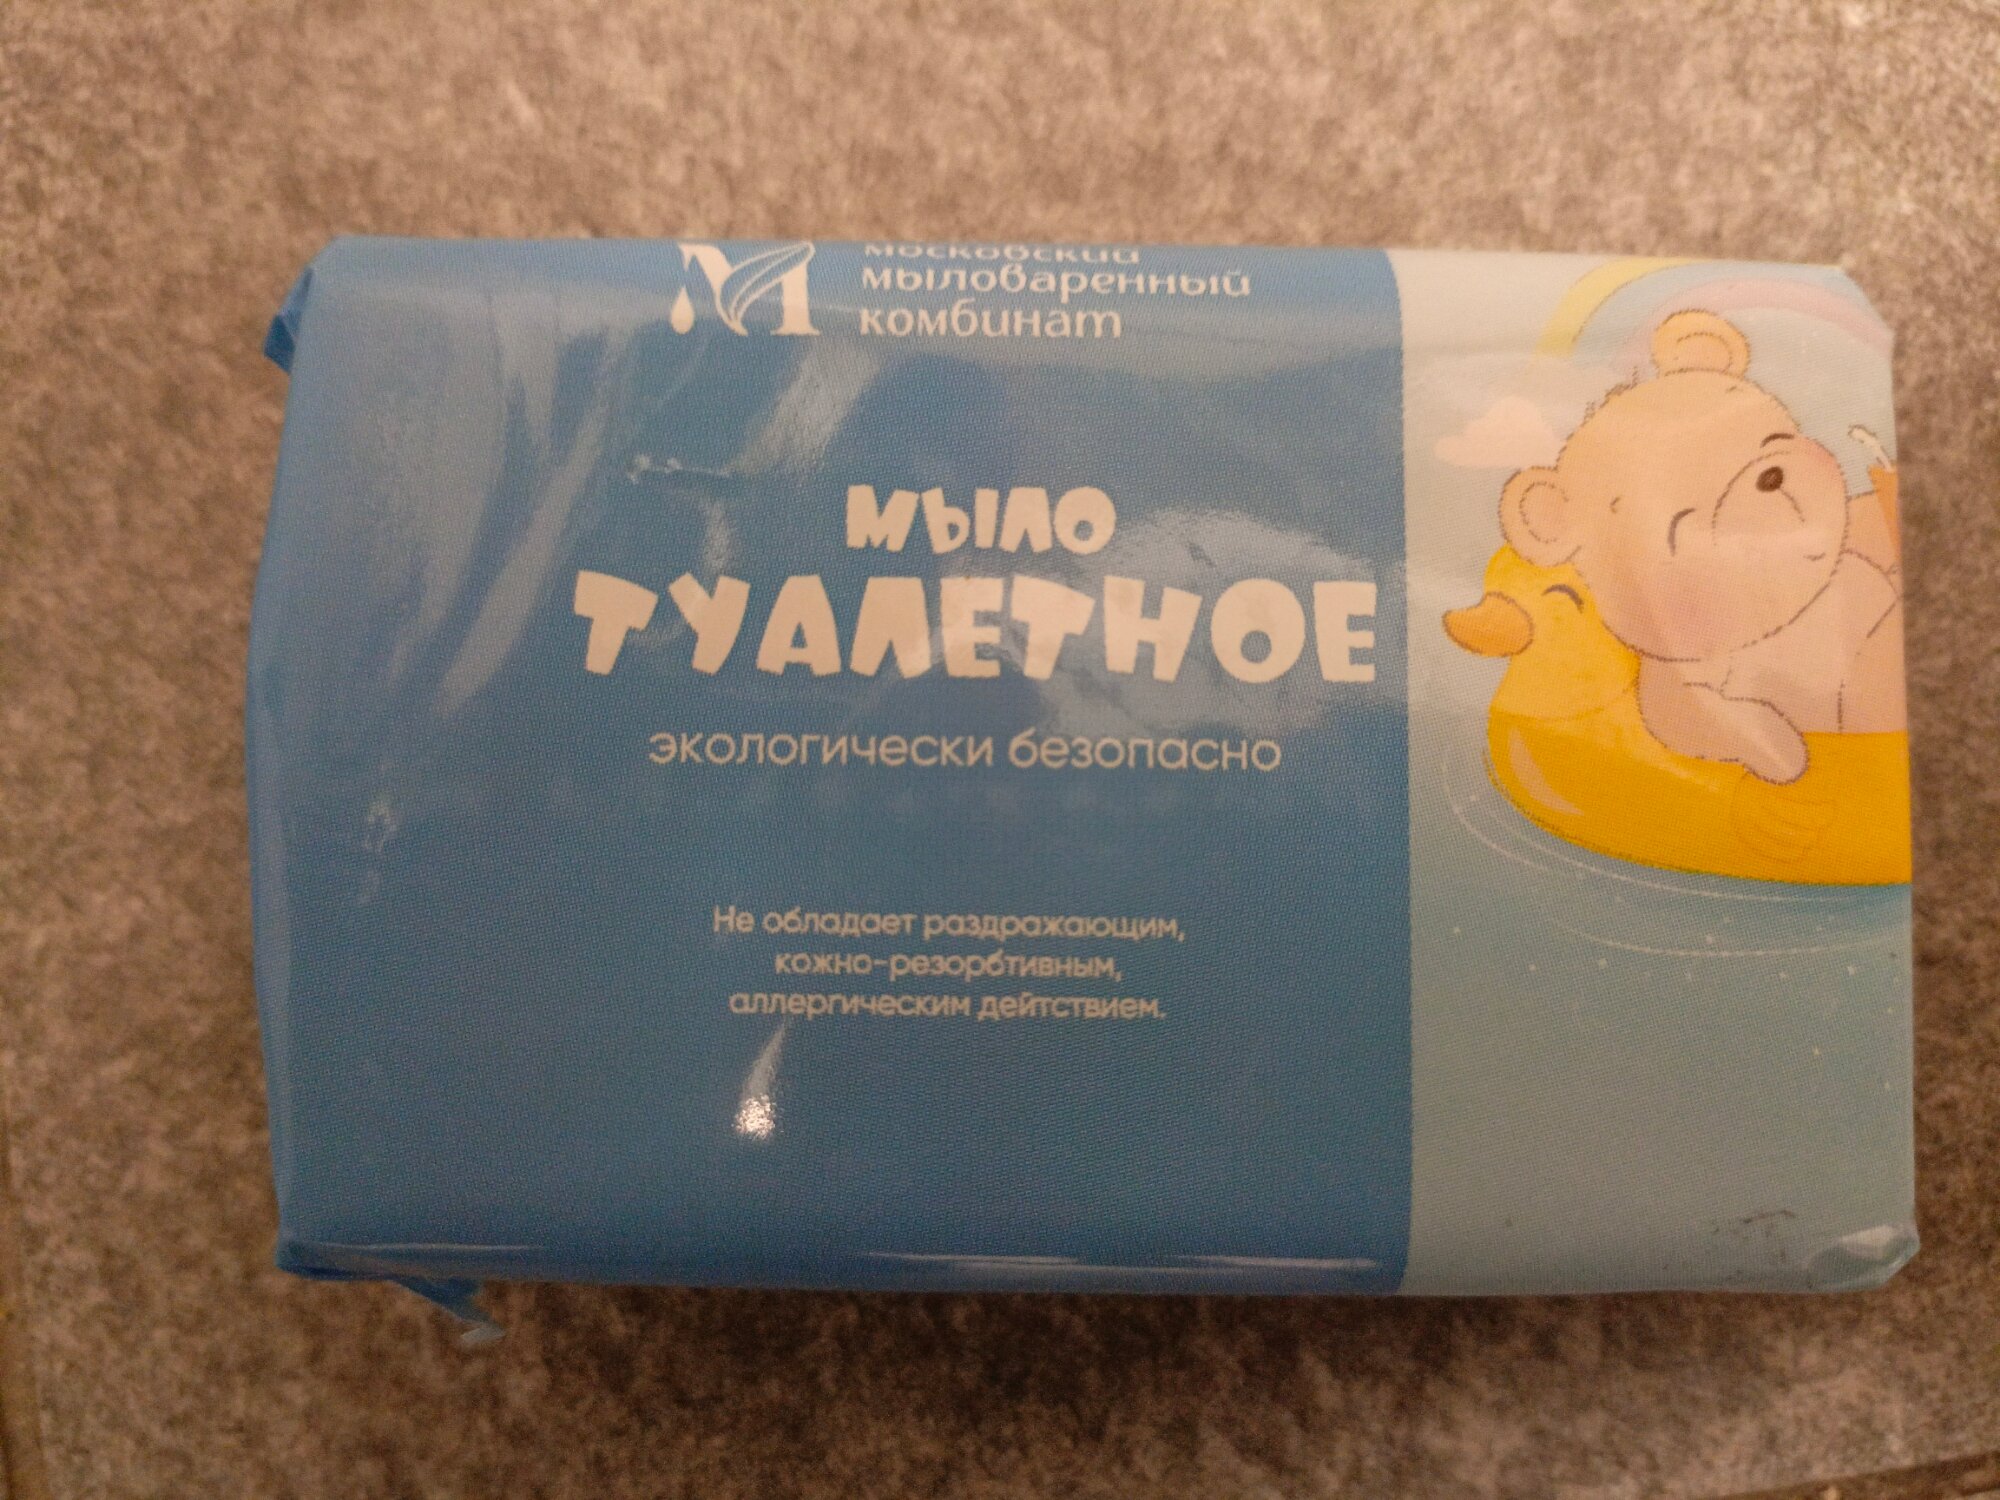 московский
мыловаренный
комбинат
МЫЛО
ТУАЛЕТНОЕ
экологически безопасно
Не обладает раздражающим,
кожно-резорбтивным,
аллергическим дейтствием.